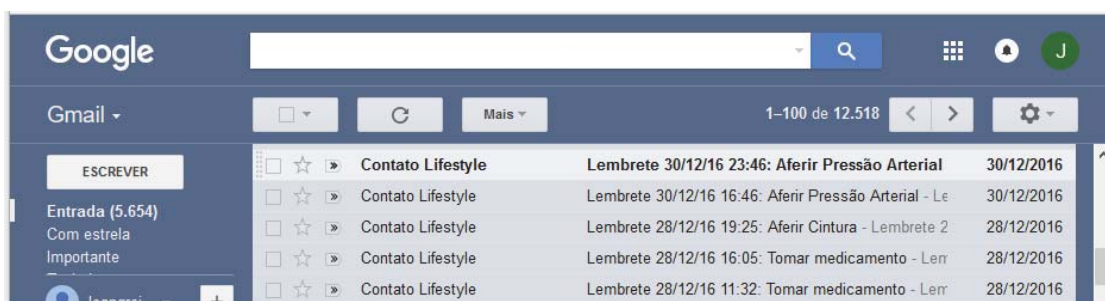 Google
J
Gmail
Mais
1–100 de 12.518
ESCREVER
Entrada (5.654)
Com estrela
Importante
Contato Lifestyle Lembrete 30/12/16 23:46: Aferir Pressão Arterial 30/12/2016
Contato Lifestyle Lembrete 30/12/16 16:46: Aferir Pressão Arterial - Le 30/12/2016
Contato Lifestyle Lembrete 28/12/16 19:25: Aferir Cintura - Lembrete 2 28/12/2016
Contato Lifestyle Lembrete 28/12/16 16:05: Tomar medicamento - Lem 28/12/2016
Contato Lifestyle Lembrete 28/12/16 11:32: Tomar medicamento - Lem 28/12/2016